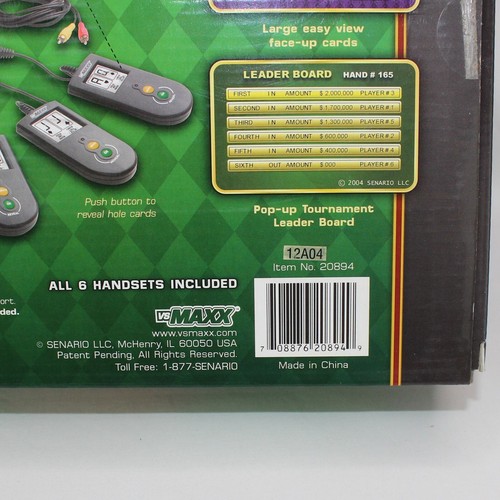 Large easy view
face-up cards
LEADER BOARD HAND # 165
FIRST IN AMOUNT $ 2,000,000 PLAYER # 3
SECOND IN AMOUNT $ 1,700,000 PLAYER # 1
THIRD IN AMOUNT $ 1,300,000 PLAYER # 5
FOURTH IN AMOUNT $ 600,000 PLAYER # 2
FIFTH IN AMOUNT $ 400,000 PLAYER # 4
SIXTH OUT AMOUNT $ 000 PLAYER # 6
© 2004 SENARIO LLC
Push button to
reveal hole cards
Pop-up Tournament
Leader Board
12A04
Item No. 20894
ALL 6 HANDSETS INCLUDED
port.
ded.
VS MAXX®
www.vsmaxx.com
© SENARIO LLC, McHenry, IL 60050 USA
Patent Pending, All Rights Reserved.
Toll Free: 1-877-SENARIO
7 08876 20894 9
Made in China